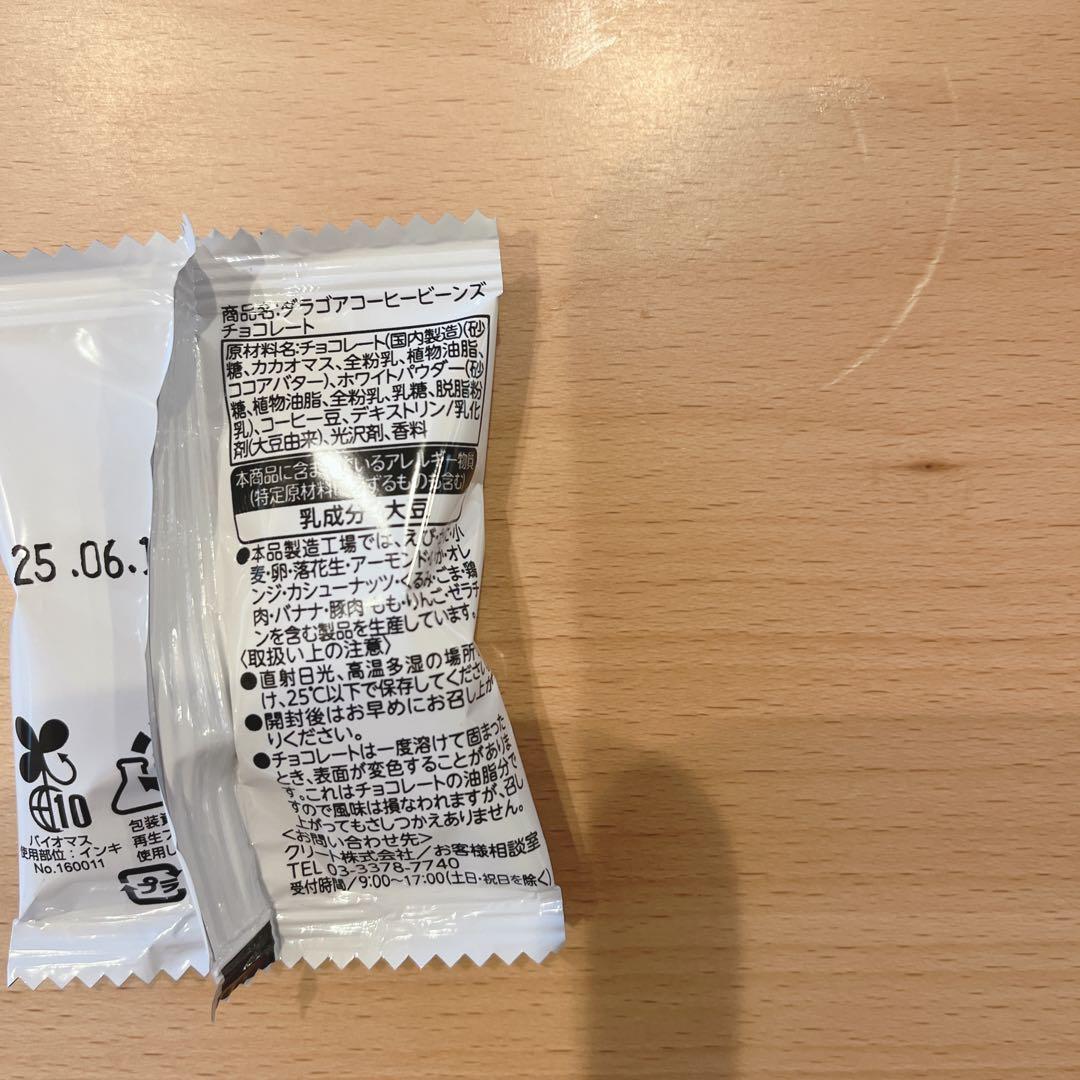 商品名:ダラゴアコーヒービーンズ
チョコレート
原材料名:チョコレート(国内製造)(砂
糖、カカオマス、全粉乳、植物油脂、
ココアバター)、ホワイトパウダー(砂
糖、植物油脂、全粉乳、乳糖、脱脂粉
乳)、コーヒー豆、デキストリン/乳化
剤(大豆由来)、光沢剤、香料
本商品に含まれているアレルギー物質
(特定原材料に準ずるものも含む)
乳成分・大豆
●本品製造工場では、えび・かに・小
麦・卵・落花生・アーモンド・いか・オレ
ンジ・カシューナッツ・くるみ・ごま・鶏
肉・バナナ・豚肉・もも・りんご・ゼラチ
ンを含む製品を生産しています。
〈取扱い上の注意〉
●直射日光、高温多湿の場所
け、25℃以下で保存してください。
●開封後はお早めにお召し上が
りください。
●チョコレートは一度溶けて固まった
とき、表面が変色することがありま
す。これはチョコレートの油脂分で
すので風味は損なわれますが、召し
上がってもさしつかえありません。
<お問い合わせ先>
クリート株式会社/お客様相談室
TEL 03-3378-7740
受付時間/9:00～17:00(土日・祝日を除く)
25.06.1
10
バイオマス
使用部位:インキ
No.160011
包装
再生プ
使用し
プラ